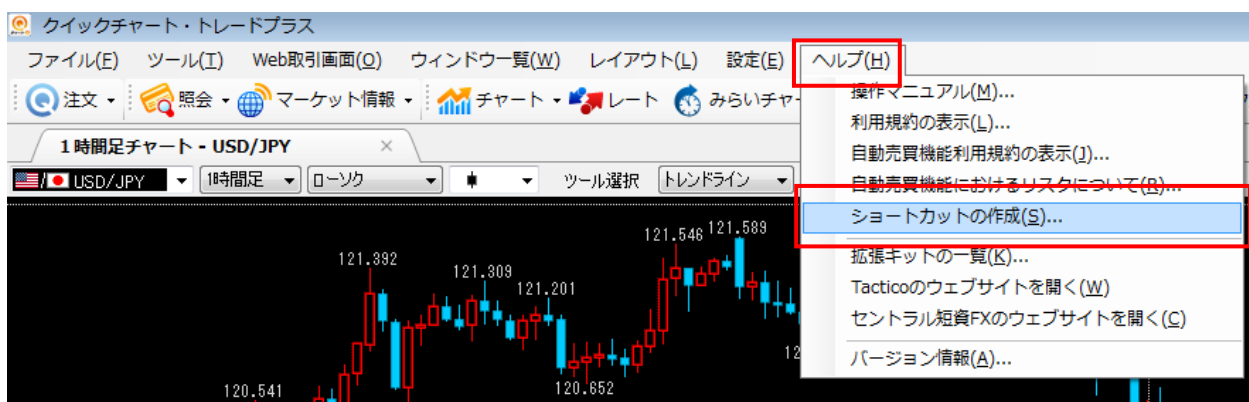 クイックチャート・トレードプラス
ファイル(F) ツール(T) Web取引画面(O) ウィンドウ一覧(W) レイアウト(L) 設定(E) ヘルプ(H)
注文 照会 マーケット情報 チャート レート みらいチャー
1時間足チャート - USD/JPY
USD/JPY 1時間足 ローソク ツール選択 トレンドライン
操作マニュアル(M)...
利用規約の表示(L)...
自動売買機能利用規約の表示(J)...
自動売買機能におけるリスクについて(R)...
ショートカットの作成(S)...
拡張キットの一覧(K)...
Tacticoのウェブサイトを開く(W)
セントラル短資FXのウェブサイトを開く(C)
バージョン情報(A)...
121.546 121.589
121.392
121.309
121.201
12
120.652
120.541